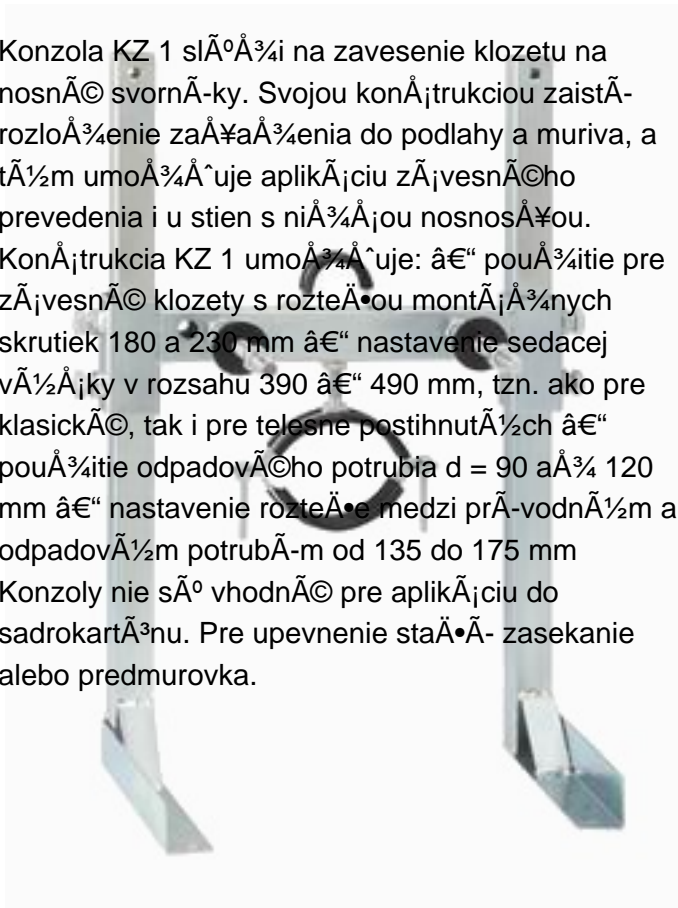 Konzola KZ 1 slÃºÅ¾i na zavesenie klozetu na
nosnÃ© svornÃ-ky. Svojou konÅ¡trukciou zaistÃ-
rozloÅ¾enie zaÅ¥aÅ¾enia do podlahy a muriva, a
tÃ½m umoÅ¾Åˆuje aplikÃ¡ciu zÃ¡vesnÃ©ho
prevedenia i u stien s niÅ¾Å¡ou nosnosÅ¥ou.
KonÅ¡trukcia KZ 1 umoÅ¾Åˆuje: â€“ pouÅ¾itie pre
zÃ¡vesnÃ© klozety s rozteÄ•ou montÃ¡Å¾nych
skrutiek 180 a 230 mm â€“ nastavenie sedacej
vÃ½Å¡ky v rozsahu 390 â€“ 490 mm, tzn. ako pre
klasickÃ©, tak i pre telesne postihnutÃ½ch â€“
pouÅ¾itie odpadovÃ©ho potrubia d = 90 aÅ¾ 120
mm â€“ nastavenie rozteÄ•e medzi prÃ-vodnÃ½m a
odpadovÃ½m potrubÃ-m od 135 do 175 mm
Konzoly nie sÃº vhodnÃ© pre aplikÃ¡ciu do
sadrokartÃ³nu. Pre upevnenie staÄ•Ã- zasekanie
alebo predmurovka.